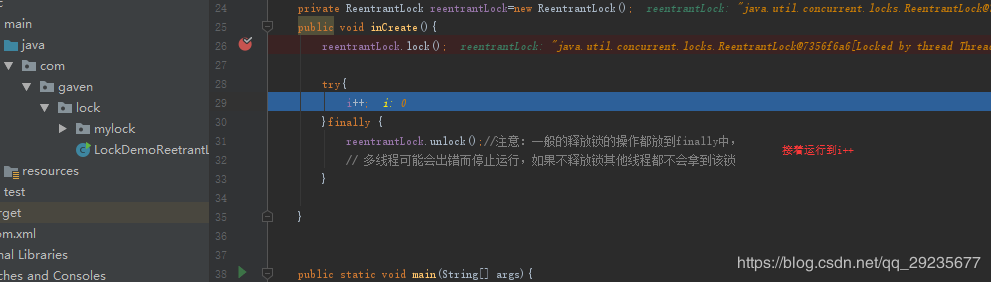 24 private ReentrantLock reentrantLock=new ReentrantLock(); reentrantLock: "java.util.concurrent.locks.ReentrantLock@
main
25 public void inCreate(){
java
26 reentrantLock.lock(); reentrantLock: "java.util.concurrent.locks.ReentrantLock@7356f6a6[Locked by thread Threa
com
27
gaven
28 try{
lock
29 i++; i: 0
mylock
30 }finally {
LockDemoReetrantL
31 reentrantLock.unlock();//注意：一般的释放锁的操作都放到finally中，
接着运行到i++
resources
32 // 多线程可能会出错而停止运行，如果不释放锁其他线程都不会拿到该锁
test
33 }
rget
34
om.xml
35 }
nal Libraries
36
ches and Consoles
37
38 public static void main(String[] args){
https://blog.csdn.net/qq_29235677